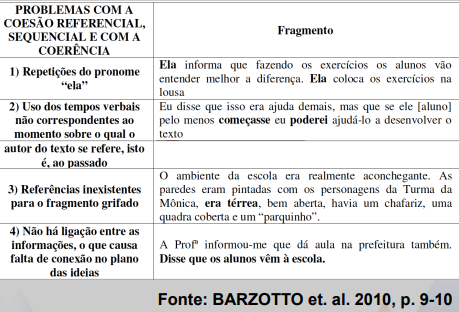 PROBLEMAS COM A
COESÃO REFERENCIAL,
SEQUENCIAL E COM A
COERÊNCIA
Fragmento
1) Repetições do pronome
“ela”
Ela informa que fazendo os exercícios os alunos vão
entender melhor a diferença. Ela coloca os exercícios na
lousa
2) Uso dos tempos verbais
não correspondentes ao
momento sobre o qual o
autor do texto se refere, isto
é, ao passado
Eu disse que isso era ajuda demais, mas que se ele [aluno]
pelo menos começasse eu poderei ajudá-lo a desenvolver o
texto
3) Referências inexistentes
para o fragmento grifado
O ambiente da escola era realmente aconchegante. As
paredes eram pintadas com os personagens da Turma da
Mônica, era térrea, bem aberta, havia um chafariz, uma
quadra coberta e um “parquinho”.
4) Não há ligação entre as
informações, o que causa
falta de conexão no plano
das ideias
A Profª informou-me que dá aula na prefeitura também.
Disse que os alunos vêm à escola.
Fonte: BARZOTTO et. al. 2010, p. 9-10